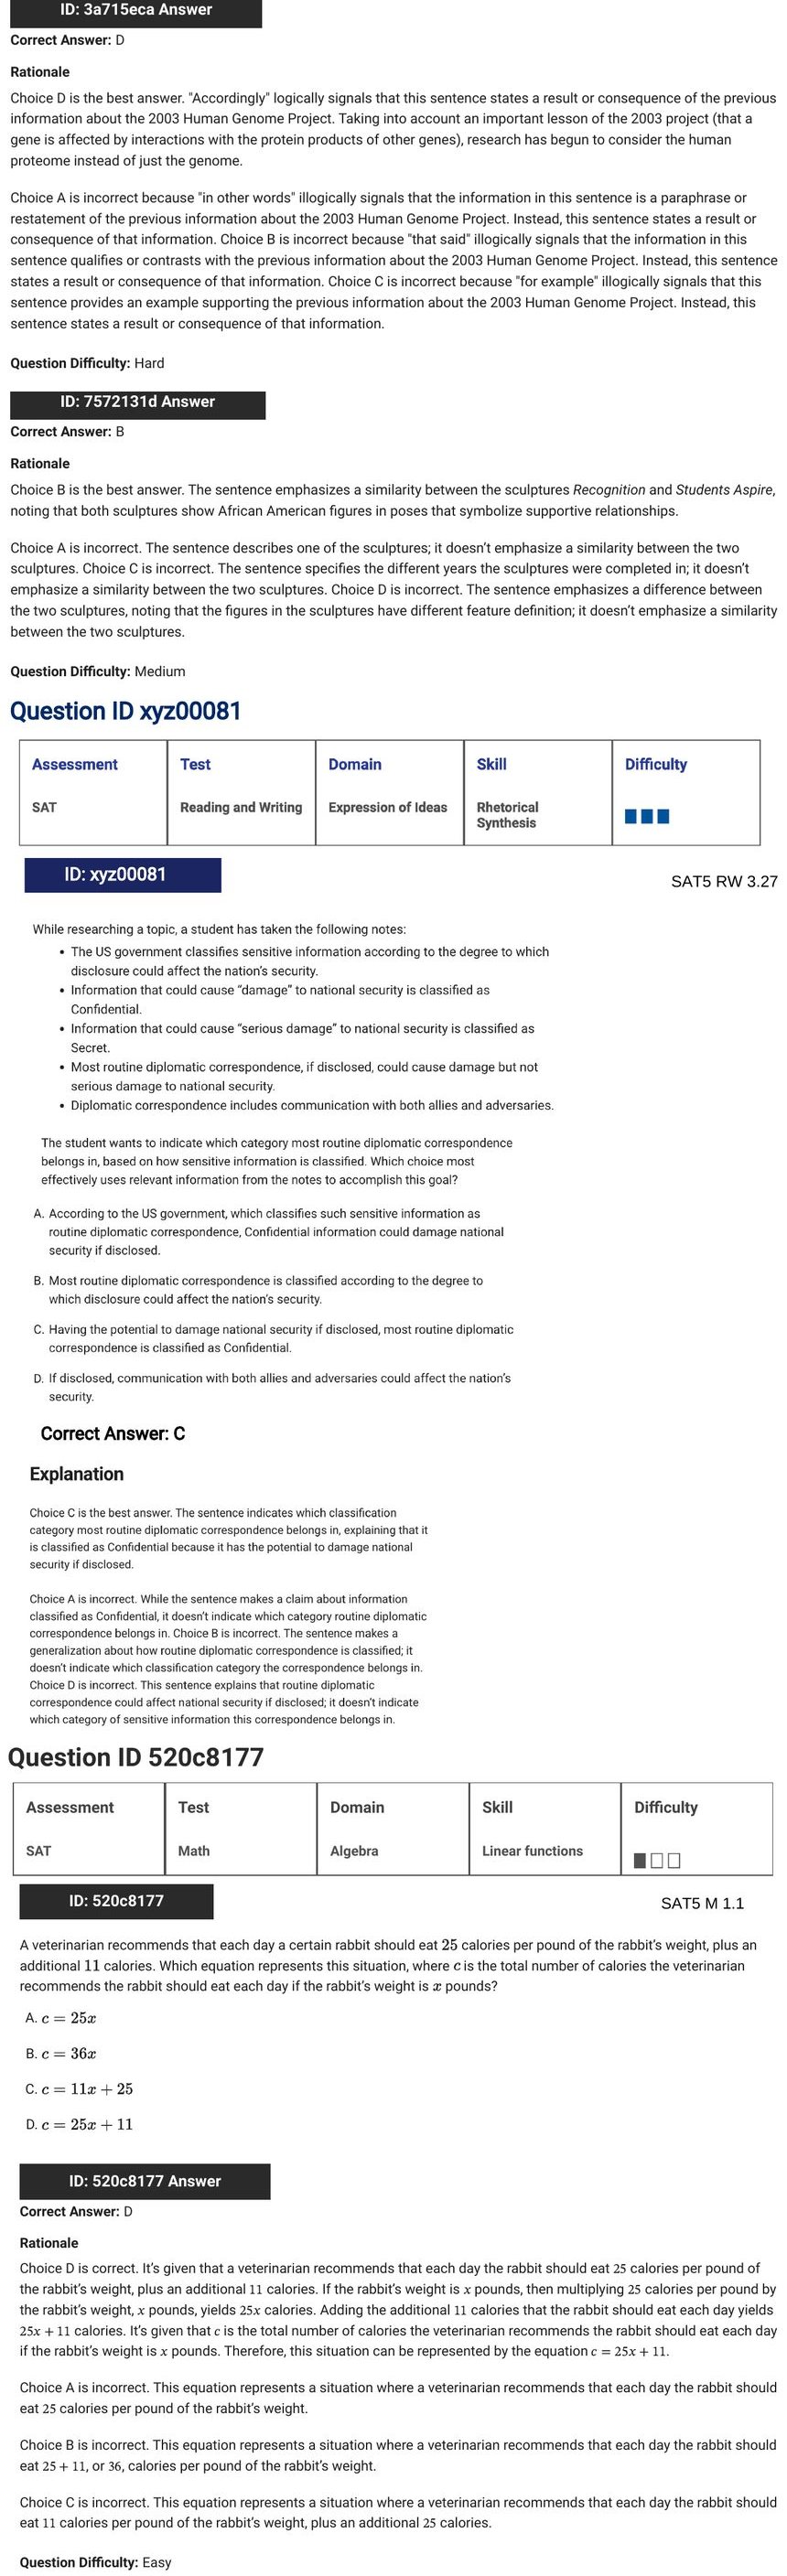 ID: 3a715eca Answer
Correct Answer: D
Rationale
Choice D is the best answer. "Accordingly" logically signals that this sentence states a result or consequence of the previous
information about the 2003 Human Genome Project. Taking into account an important lesson of the 2003 project (that a
gene is affected by interactions with the protein products of other genes), research has begun to consider the human
proteome instead of just the genome.
Choice A is incorrect because "in other words" illogically signals that the information in this sentence is a paraphrase or
restatement of the previous information about the 2003 Human Genome Project. Instead, this sentence states a result or
consequence of that information. Choice B is incorrect because "that said" illogically signals that the information in this
sentence qualifies or contrasts with the previous information about the 2003 Human Genome Project. Instead, this sentence
states a result or consequence of that information. Choice C is incorrect because "for example" illogically signals that this
sentence provides an example supporting the previous information about the 2003 Human Genome Project. Instead, this
sentence states a result or consequence of that information.
Question Difficulty: Hard
ID: 7572131d Answer
Correct Answer: B
Rationale
Choice B is the best answer. The sentence emphasizes a similarity between the sculptures Recognition and Students Aspire,
noting that both sculptures show African American figures in poses that symbolize supportive relationships.
Choice A is incorrect. The sentence describes one of the sculptures; it doesn't emphasize a similarity between the two
sculptures. Choice C is incorrect. The sentence specifies the different years the sculptures were completed in; it doesn't
emphasize a similarity between the two sculptures. Choice D is incorrect. The sentence emphasizes a difference between
the two sculptures, noting that the figures in the sculptures have different feature definition; it doesn't emphasize a similarity
between the two sculptures.
Question Difficulty: Medium
Question ID xyz00081
Assessment Test Domain Skill Difficulty
SAT Reading and Writing Expression of Ideas Rhetorical
Synthesis
ID: xyz00081
SAT5 RW 3.27
While researching a topic, a student has taken the following notes:
• The US government classifies sensitive information according to the degree to which
disclosure could affect the nation's security.
• Information that could cause "damage" to national security is classified as
Confidential.
• Information that could cause "serious damage" to national security is classified as
Secret.
• Most routine diplomatic correspondence, if disclosed, could cause damage but not
serious damage to national security.
• Diplomatic correspondence includes communication with both allies and adversaries.
The student wants to indicate which category most routine diplomatic correspondence
belongs in, based on how sensitive information is classified. Which choice most
effectively uses relevant information from the notes to accomplish this goal?
A. According to the US government, which classifies such sensitive information as
routine diplomatic correspondence, Confidential information could damage national
security if disclosed.
B. Most routine diplomatic correspondence is classified according to the degree to
which disclosure could affect the nation's security.
C. Having the potential to damage national security if disclosed, most routine diplomatic
correspondence is classified as Confidential.
D. If disclosed, communication with both allies and adversaries could affect the nation's
security.
Correct Answer: C
Explanation
Choice C is the best answer. The sentence indicates which classification
category most routine diplomatic correspondence belongs in, explaining that it
is classified as Confidential because it has the potential to damage national
security if disclosed.
Choice A is incorrect. While the sentence makes a claim about information
classified as Confidential, it doesn't indicate which category routine diplomatic
correspondence belongs in. Choice B is incorrect. The sentence makes a
generalization about how routine diplomatic correspondence is classified; it
doesn't indicate which classification category the correspondence belongs in.
Choice D is incorrect. This sentence explains that routine diplomatic
correspondence could affect national security if disclosed; it doesn't indicate
which category of sensitive information this correspondence belongs in.
Question ID 520c8177
Assessment Test Domain Skill Difficulty
SAT Math Algebra Linear functions
ID: 520c8177
SAT5 M 1.1
A veterinarian recommends that each day a certain rabbit should eat 25 calories per pound of the rabbit's weight, plus an
additional 11 calories. Which equation represents this situation, where c is the total number of calories the veterinarian
recommends the rabbit should eat each day if the rabbit's weight is x pounds?
A. c = 25x
B. c = 36x
C. c = 11x + 25
D. c = 25x + 11
ID: 520c8177 Answer
Correct Answer: D
Rationale
Choice D is correct. It's given that a veterinarian recommends that each day the rabbit should eat 25 calories per pound of
the rabbit's weight, plus an additional 11 calories. If the rabbit's weight is x pounds, then multiplying 25 calories per pound by
the rabbit's weight, x pounds, yields 25x calories. Adding the additional 11 calories that the rabbit should eat each day yields
25x + 11 calories. It's given that c is the total number of calories the veterinarian recommends the rabbit should eat each day
if the rabbit's weight is x pounds. Therefore, this situation can be represented by the equation c = 25x + 11.
Choice A is incorrect. This equation represents a situation where a veterinarian recommends that each day the rabbit should
eat 25 calories per pound of the rabbit's weight.
Choice B is incorrect. This equation represents a situation where a veterinarian recommends that each day the rabbit should
eat 25 + 11, or 36, calories per pound of the rabbit's weight.
Choice C is incorrect. This equation represents a situation where a veterinarian recommends that each day the rabbit should
eat 11 calories per pound of the rabbit's weight, plus an additional 25 calories.
Question Difficulty: Easy